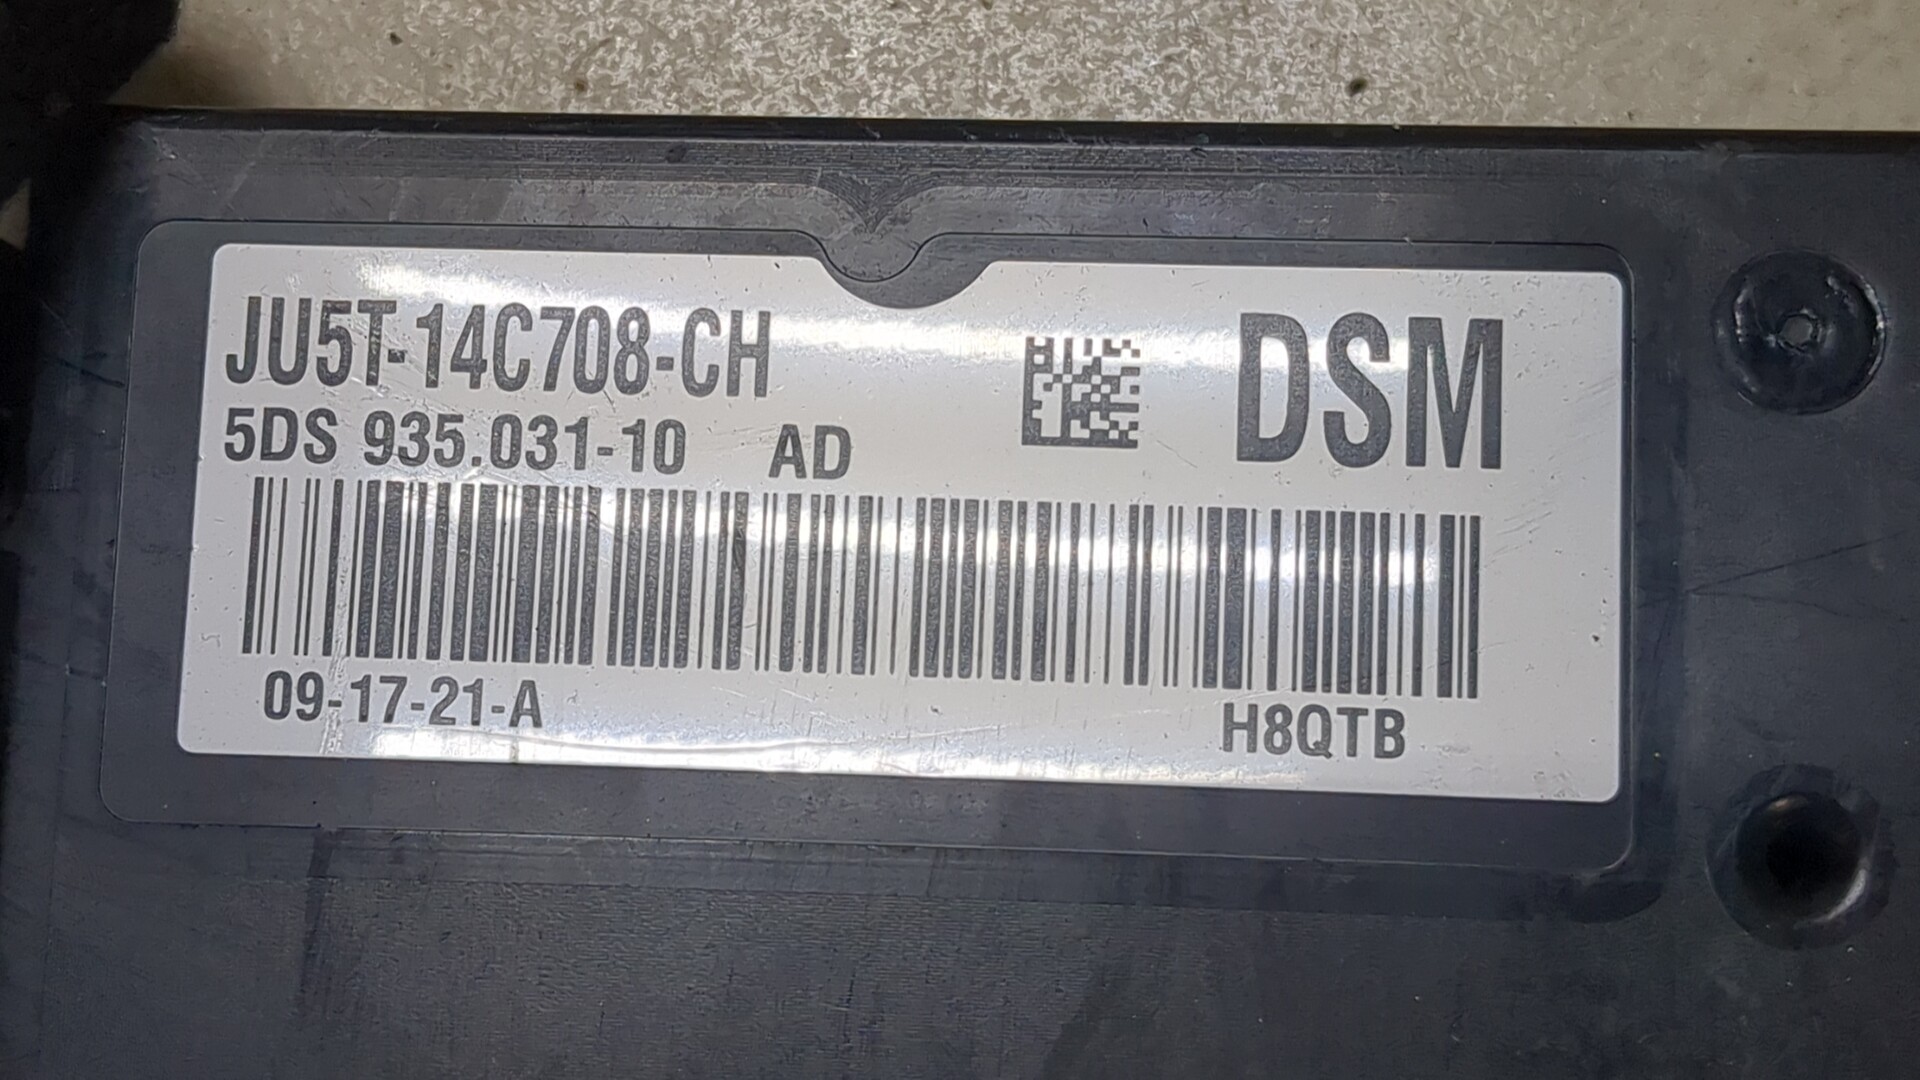 JU5T-14C708-CH
DSM
5DS 935.031-10 AD
09-17-21-A
H8QTB